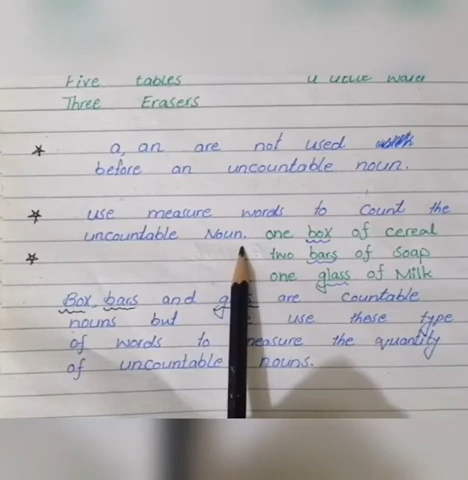 Five tables
Three Erasers
a, an are not used
before an uncountable noun.
use measure words to count the
uncountable Noun. one box of cereal
two bars of soap
one glass of Milk
Box, bars and are countable
nouns but use these type
of words to measure the quantity
of uncountable nouns.